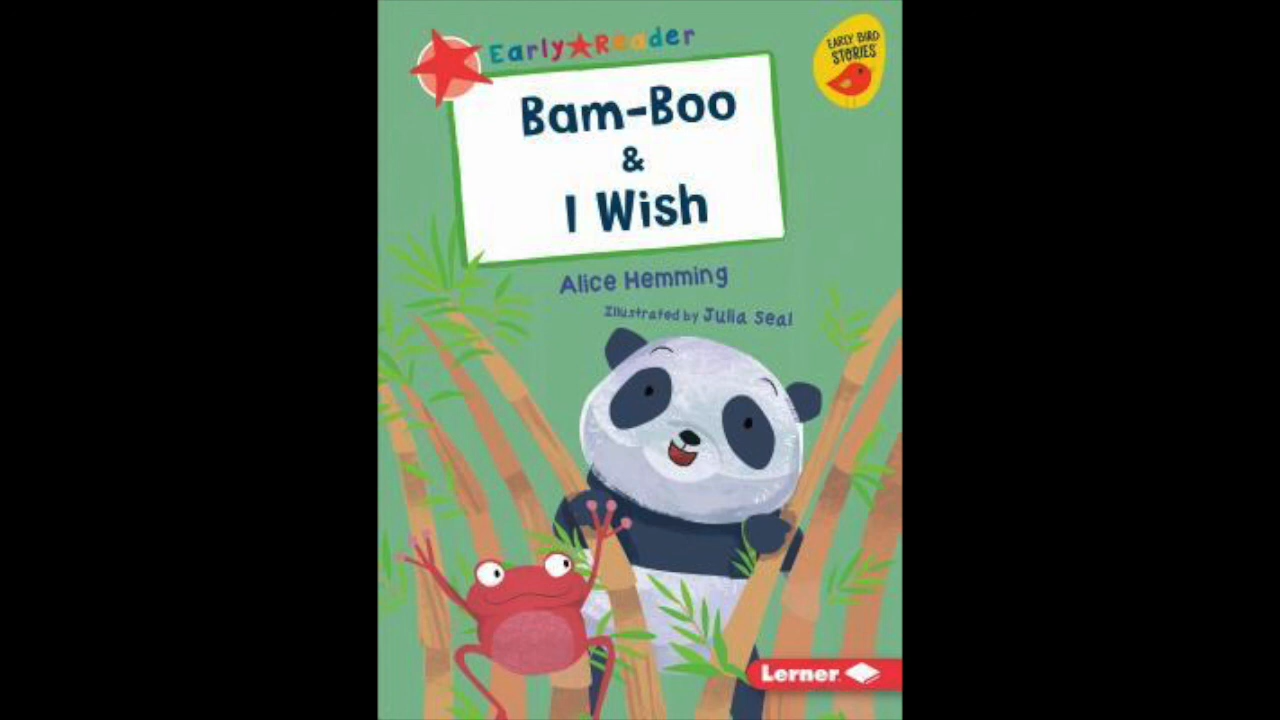 Early Reader
EARLY BIRD
STORIES
Bam-Boo
&
I Wish
Alice Hemming
Illustrated by Julia Seal
Lerner